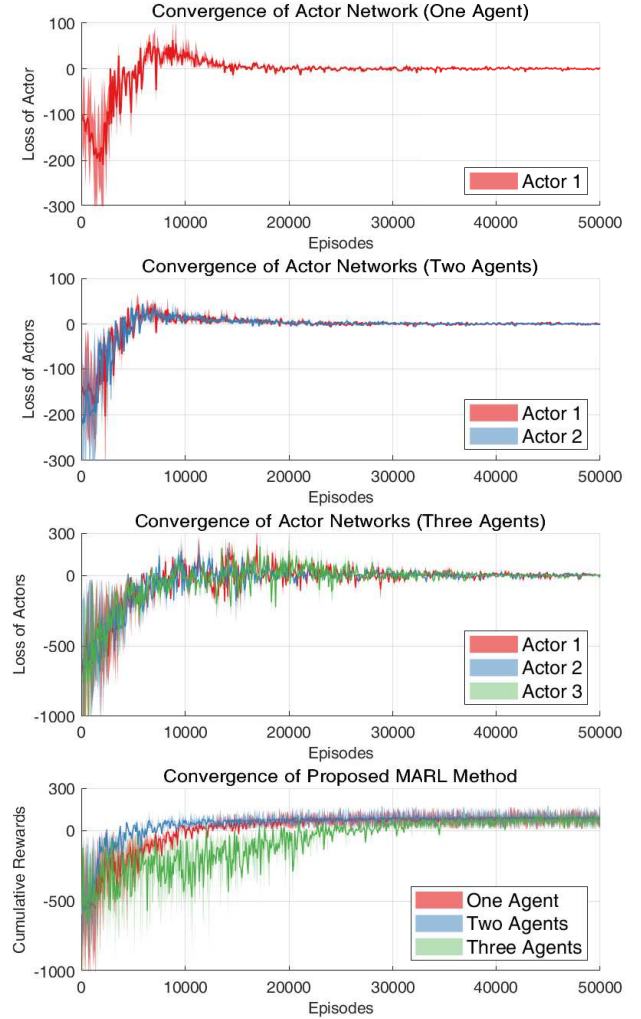 Convergence of Actor Network (One Agent)
100
0
-100
-200
-300
Loss of Actor
Actor 1
0 10000 20000 30000 40000 50000
Episodes
Convergence of Actor Networks (Two Agents)
100
0
-100
-200
-300
Loss of Actors
Actor 1
Actor 2
0 10000 20000 30000 40000 50000
Episodes
Convergence of Actor Networks (Three Agents)
300
0
-500
-1000
Loss of Actors
Actor 1
Actor 2
Actor 3
0 10000 20000 30000 40000 50000
Episodes
Convergence of Proposed MARL Method
300
0
-500
-1000
Cumulative Rewards
One Agent
Two Agents
Three Agents
0 10000 20000 30000 40000 50000
Episodes